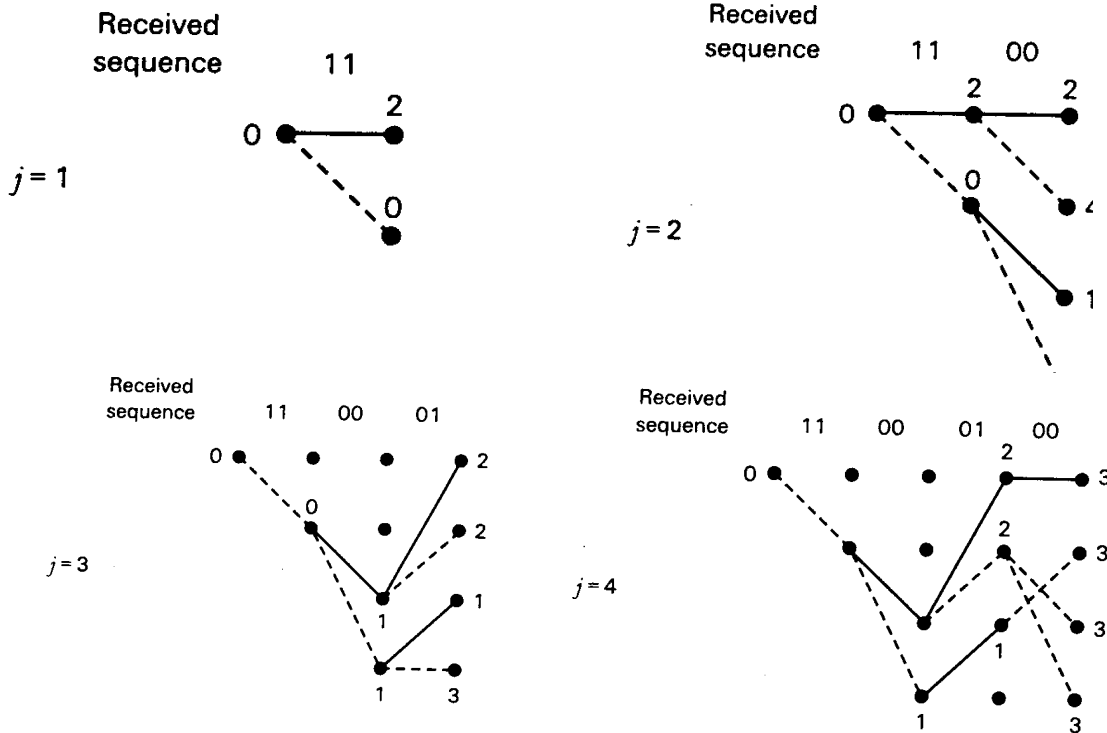 Received
sequence 11
0 2
0
j = 1
Received
sequence 11 00
0 2 2
0 4
1
j = 2
Received
sequence 11 00 01
0 2
0 2
1 1
1 3
j = 3
Received
sequence 11 00 01 00
0 2 3
2 3
1 3
1 3
j = 4